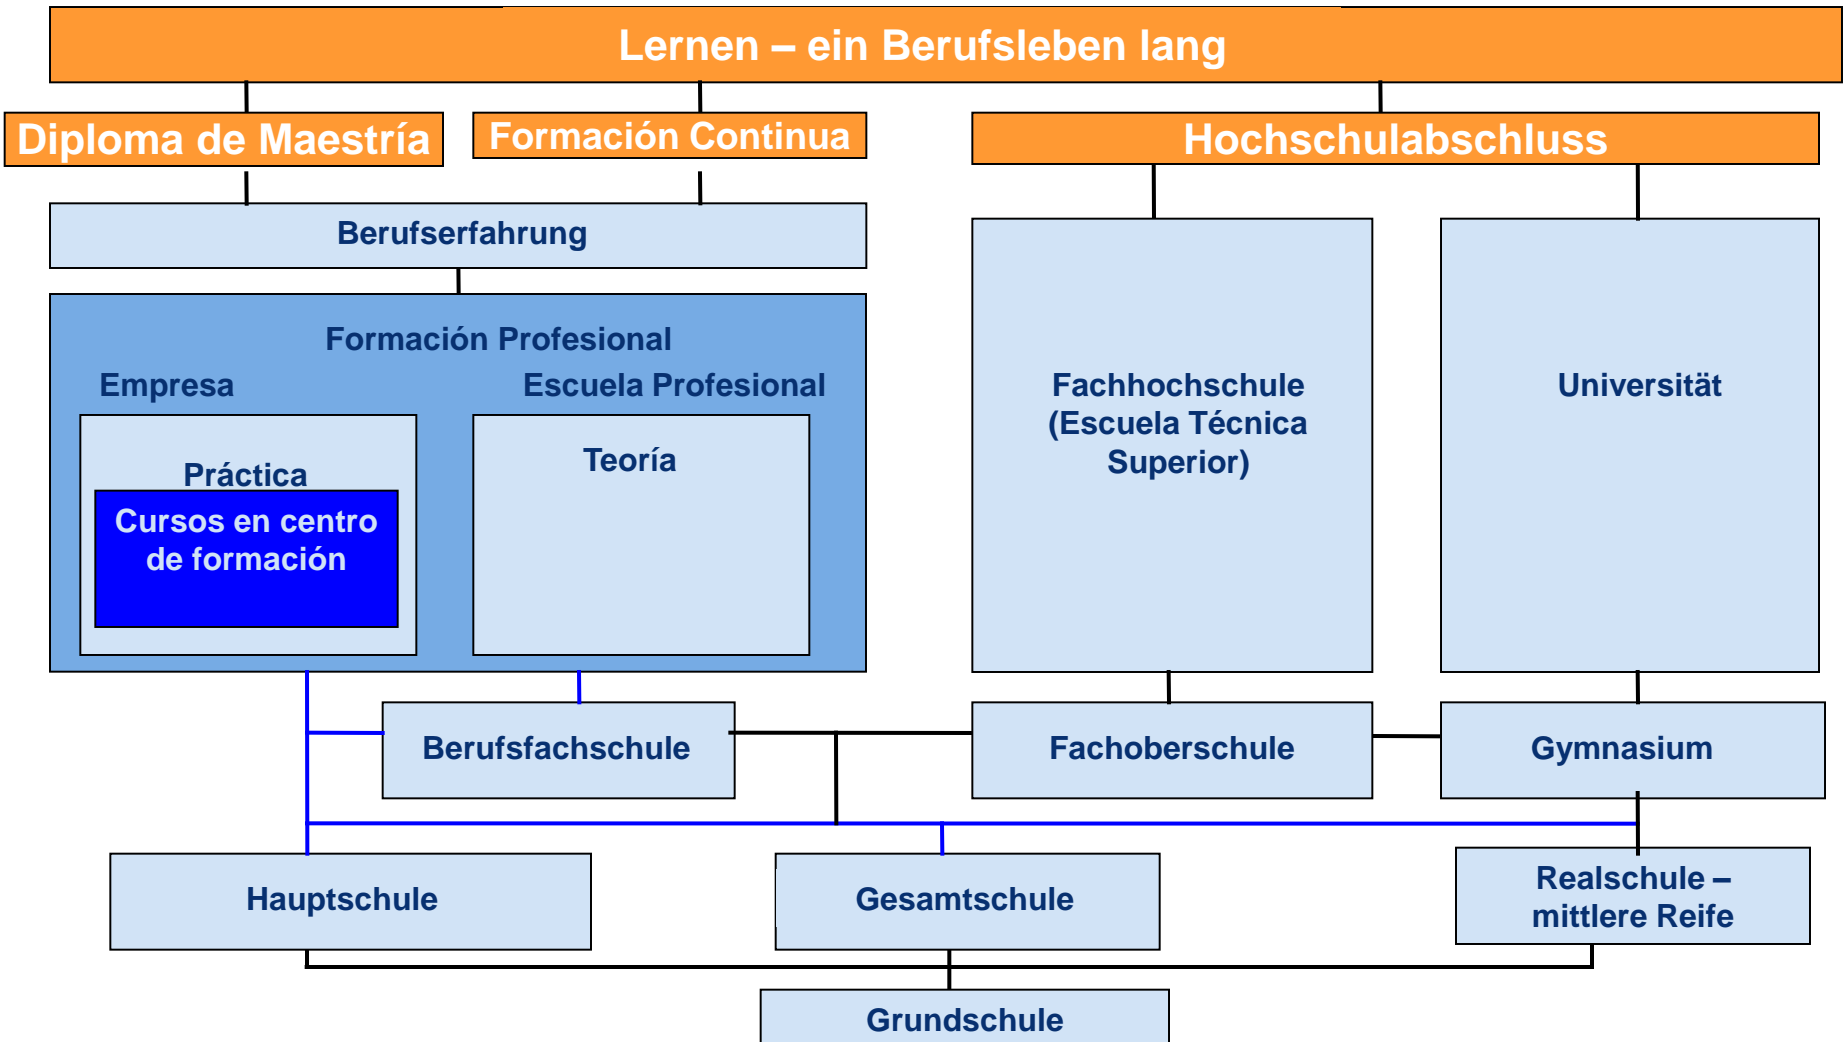 Lernen – ein Berufsleben lang
Diploma de Maestría
Formación Continua
Hochschulabschluss
Berufserfahrung
Formación Profesional
Empresa
Escuela Profesional
Práctica
Cursos en centro
de formación
Teoría
Fachhochschule
(Escuela Técnica
Superior)
Universität
Berufsfachschule
Fachoberschule
Gymnasium
Hauptschule
Gesamtschule
Realschule –
mittlere Reife
Grundschule